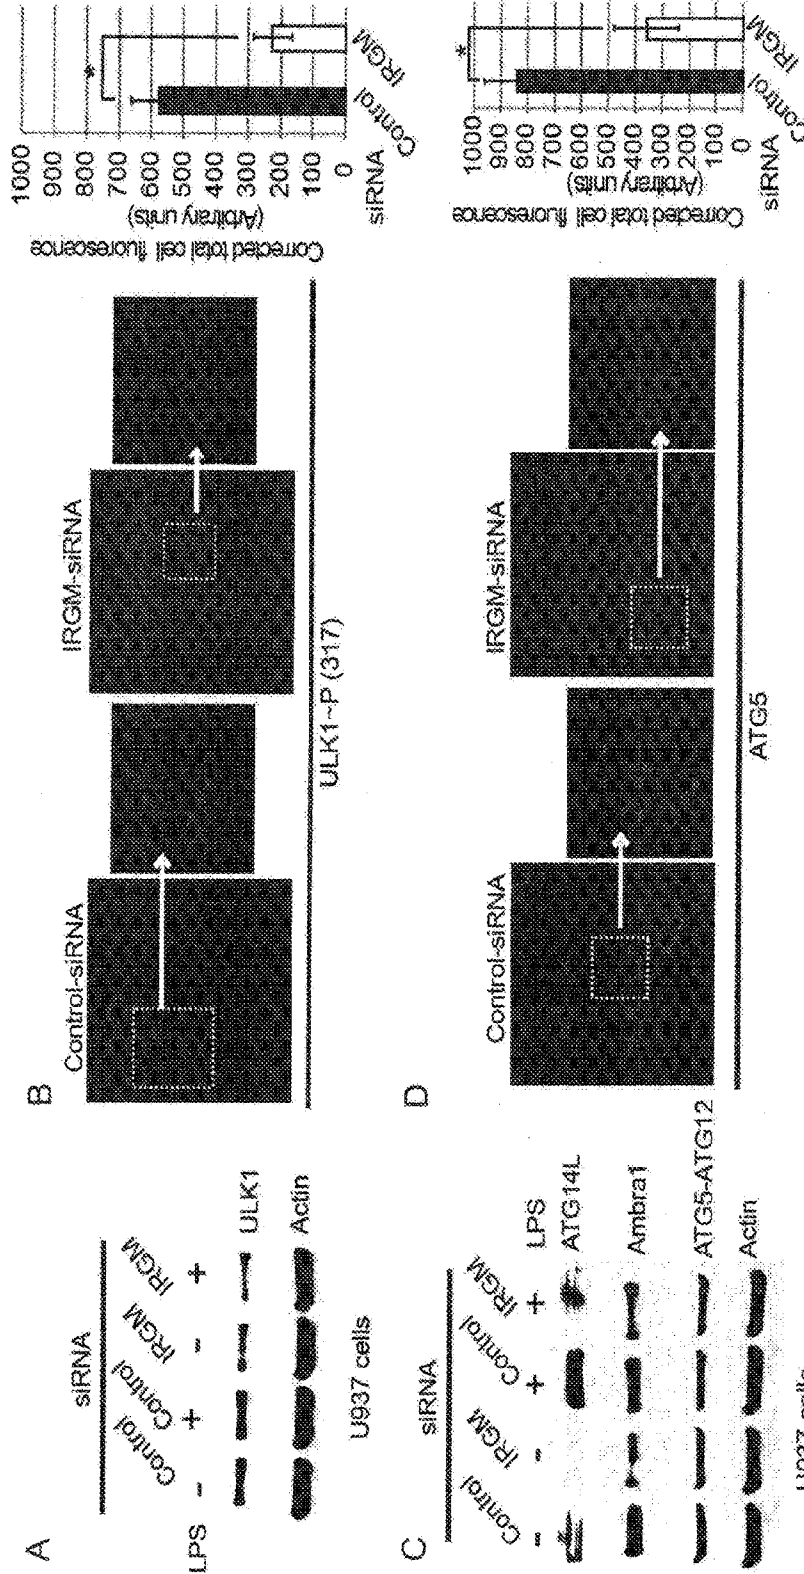 A
siRNA
Control Control IRGM IRGM
LPS - + - +
ULK1
Actin
U937 cells
B
Control-siRNA
IRGM-siRNA
ULK1~P (317)
Corrected total cell fluorescence
(Arbitrary units)
1000
900
800
700
600
500
400
300
200
100
0
*
siRNA
Control
IRGM
C
siRNA
Control IRGM Control IRGM
- - + + LPS
ATG14L
Ambra1
ATG5-ATG12
Actin
U937 cells
D
Control-siRNA
IRGM-siRNA
ATG5
Corrected total cell fluorescence
(Arbitrary units)
1000
900
800
700
600
500
400
300
200
100
0
*
siRNA
Control
IRGM